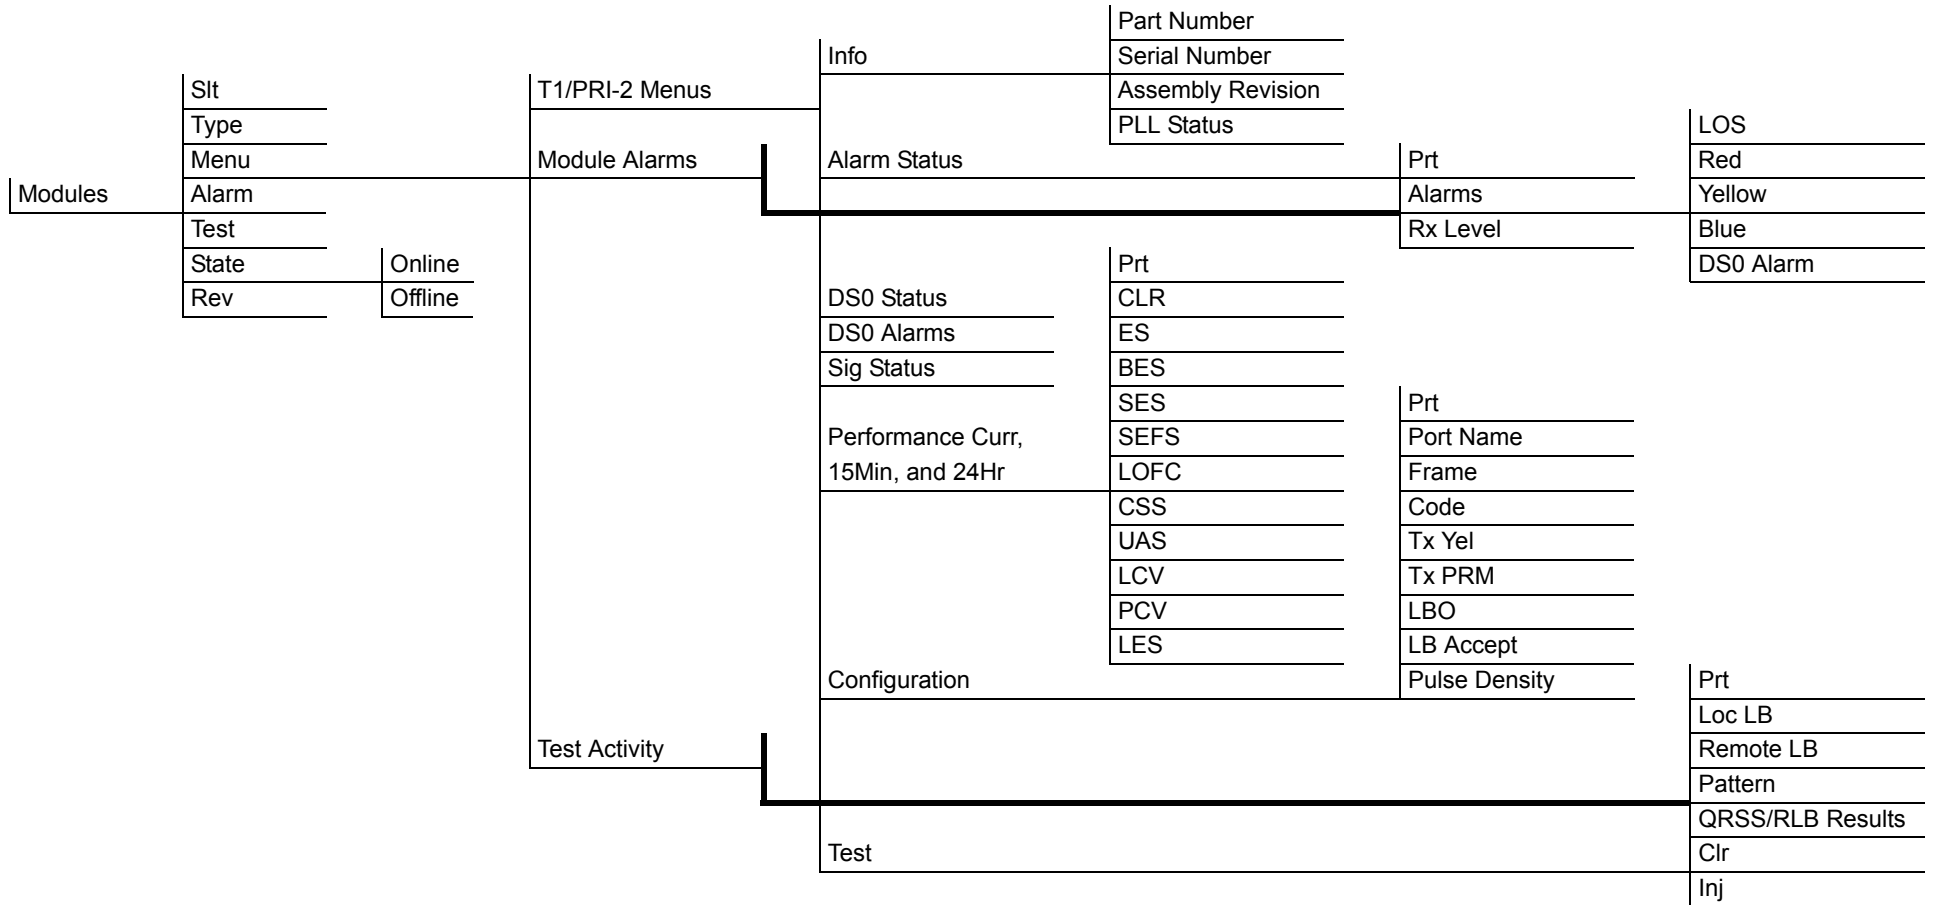 Modules
Slt
Type
Menu
Alarm
Test
State
Rev
Online
Offline
T1/PRI-2 Menus
Module Alarms
Test Activity
Info
Alarm Status
DS0 Status
DS0 Alarms
Sig Status
Performance Curr,
15Min, and 24Hr
Configuration
Test
Part Number
Serial Number
Assembly Revision
PLL Status
Prt
CLR
ES
BES
SES
SEFS
LOFC
CSS
UAS
LCV
PCV
LES
Prt
Alarms
Rx Level
Prt
Port Name
Frame
Code
Tx Yel
Tx PRM
LBO
LB Accept
Pulse Density
LOS
Red
Yellow
Blue
DS0 Alarm
Prt
Loc LB
Remote LB
Pattern
QRSS/RLB Results
Clr
Inj